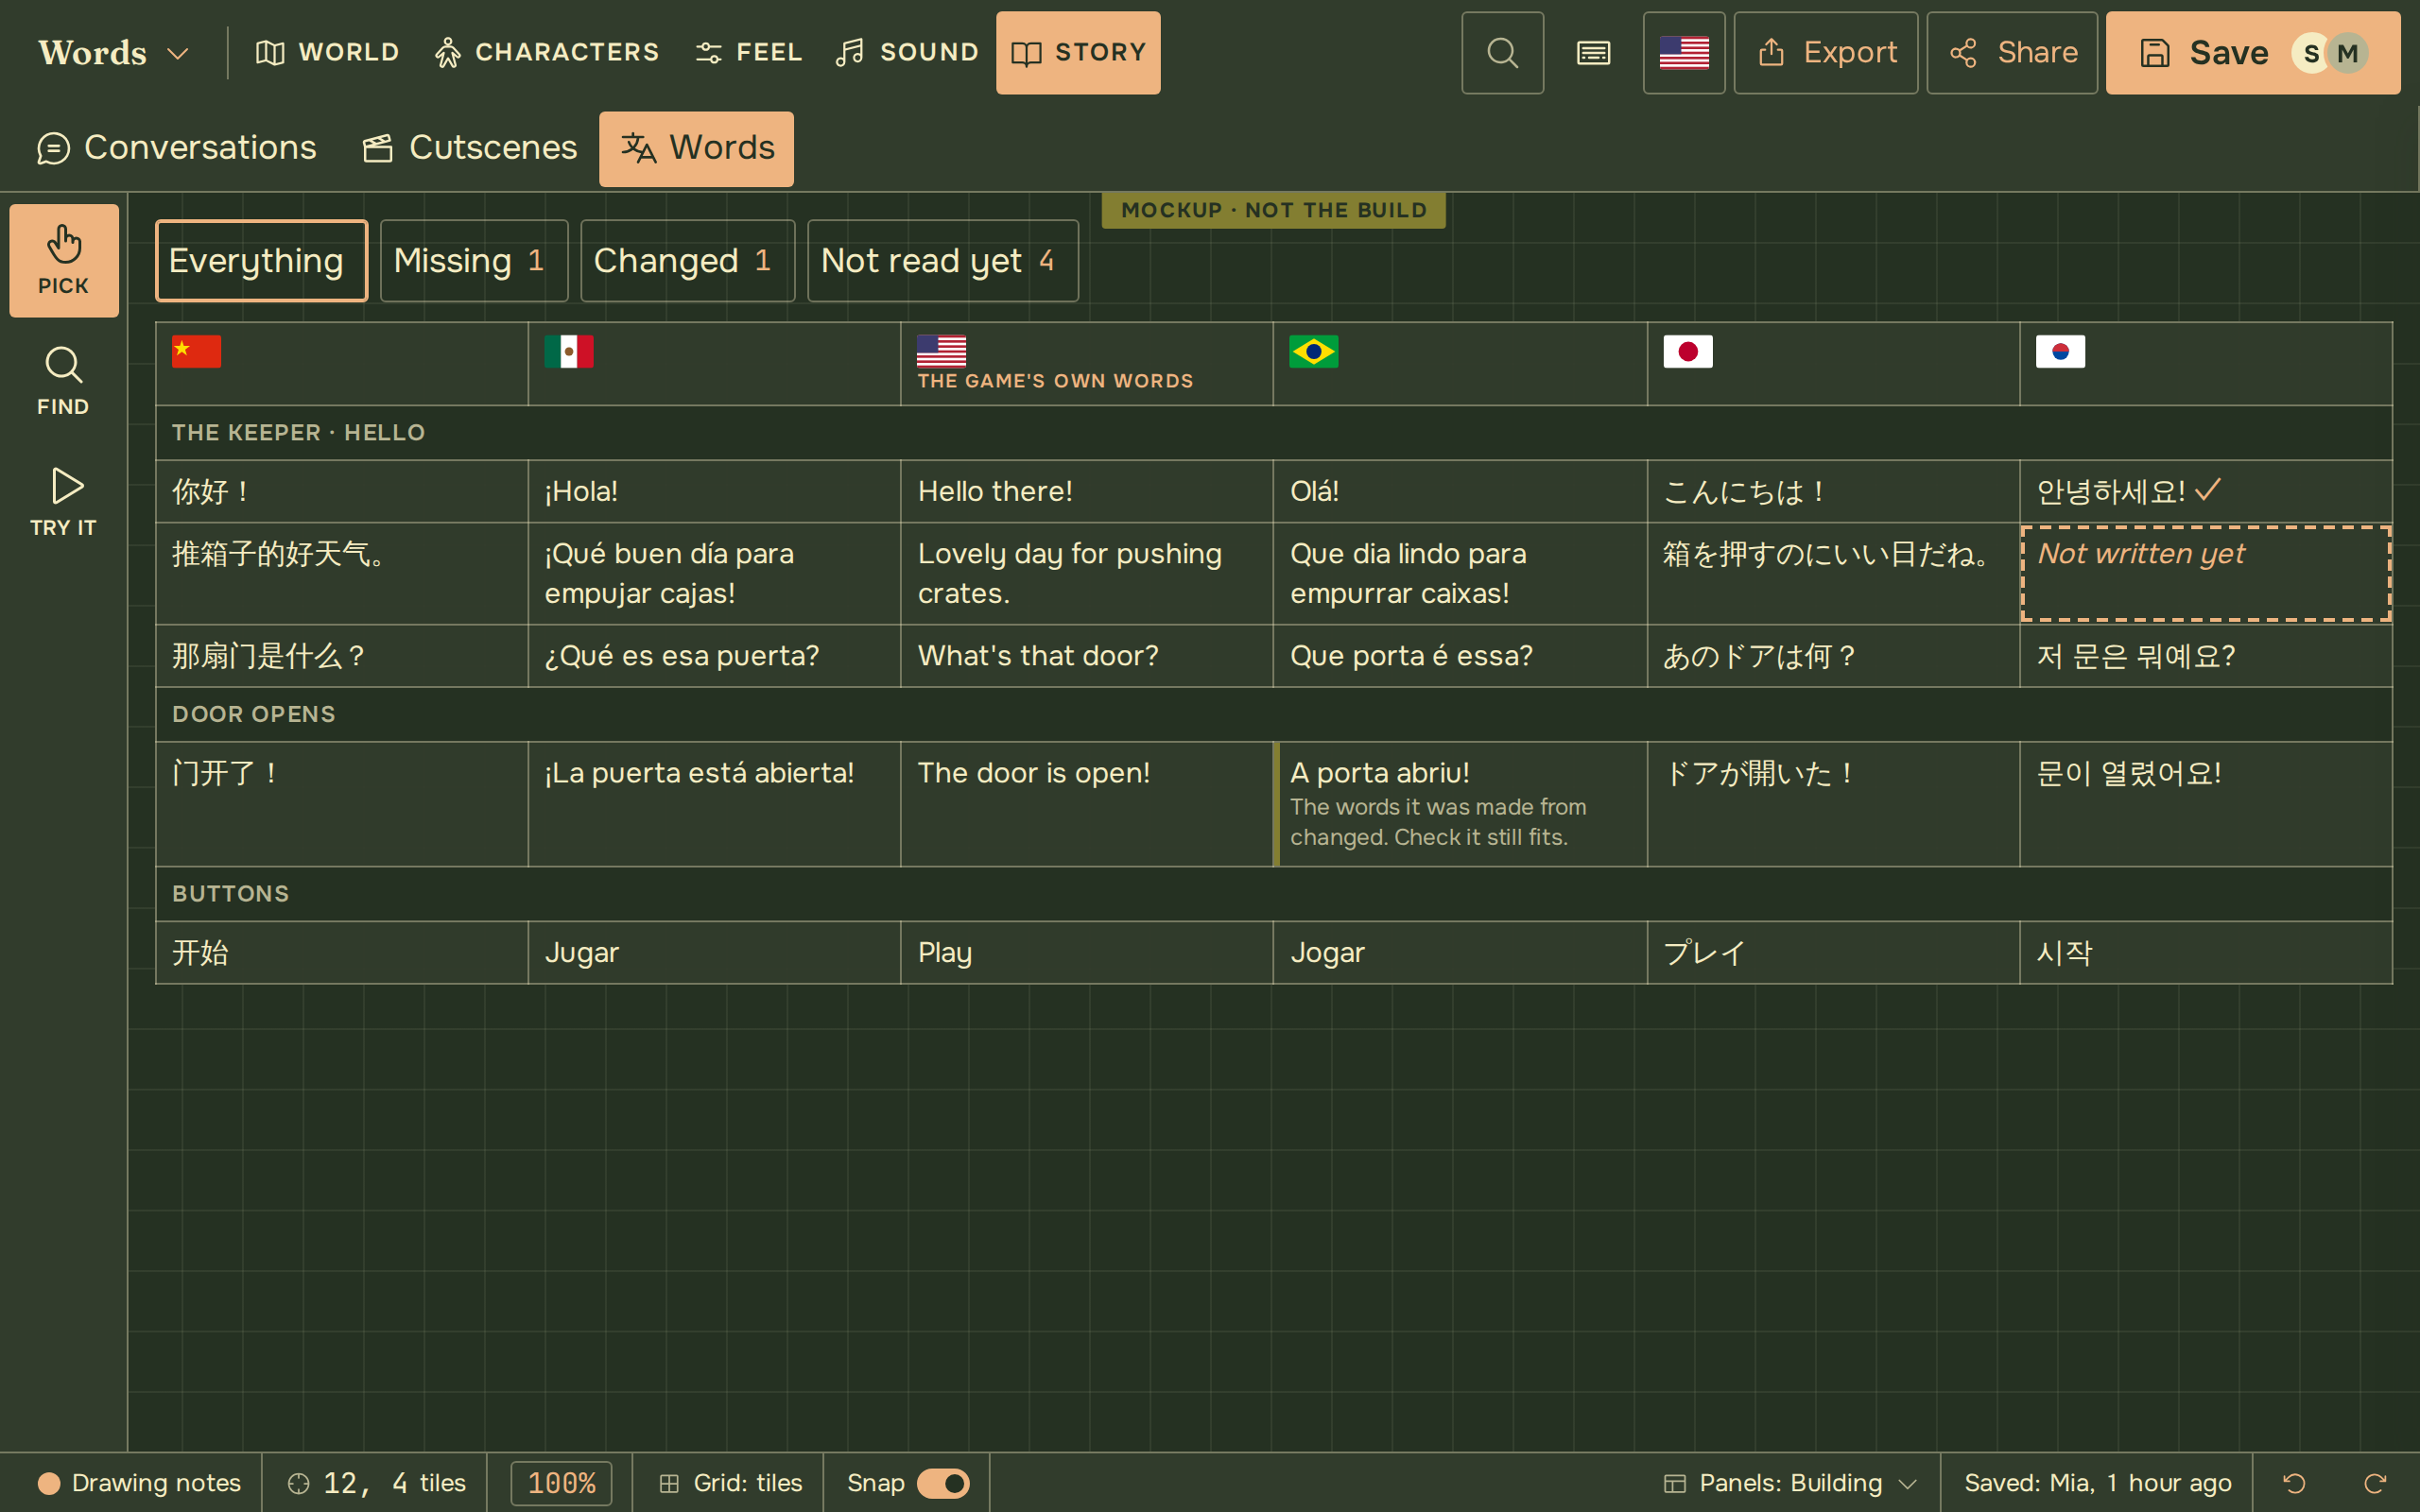 Words
WORLD
CHARACTERS
FEEL
SOUND
STORY
Export
Share
Save
S
M
Conversations
Cutscenes
Words
MOCKUP · NOT THE BUILD
PICK
FIND
TRY IT
Everything
Missing 1
Changed 1
Not read yet 4
THE GAME'S OWN WORDS
THE KEEPER · HELLO
你好！
¡Hola!
Hello there!
Olá!
こんにちは！
안녕하세요!
推箱子的好天气。
¡Qué buen día para
empujar cajas!
Lovely day for pushing
crates.
Que dia lindo para
empurrar caixas!
箱を押すのにいい日だね。
Not written yet
那扇门是什么？
¿Qué es esa puerta?
What's that door?
Que porta é essa?
あのドアは何？
저 문은 뭐예요?
DOOR OPENS
门开了！
¡La puerta está abierta!
The door is open!
A porta abriu!
The words it was made from
changed. Check it still fits.
ドアが開いた！
문이 열렸어요!
BUTTONS
开始
Jugar
Play
Jogar
プレイ
시작
Drawing notes
12, 4 tiles
100%
Grid: tiles
Snap
Panels: Building
Saved: Mia, 1 hour ago